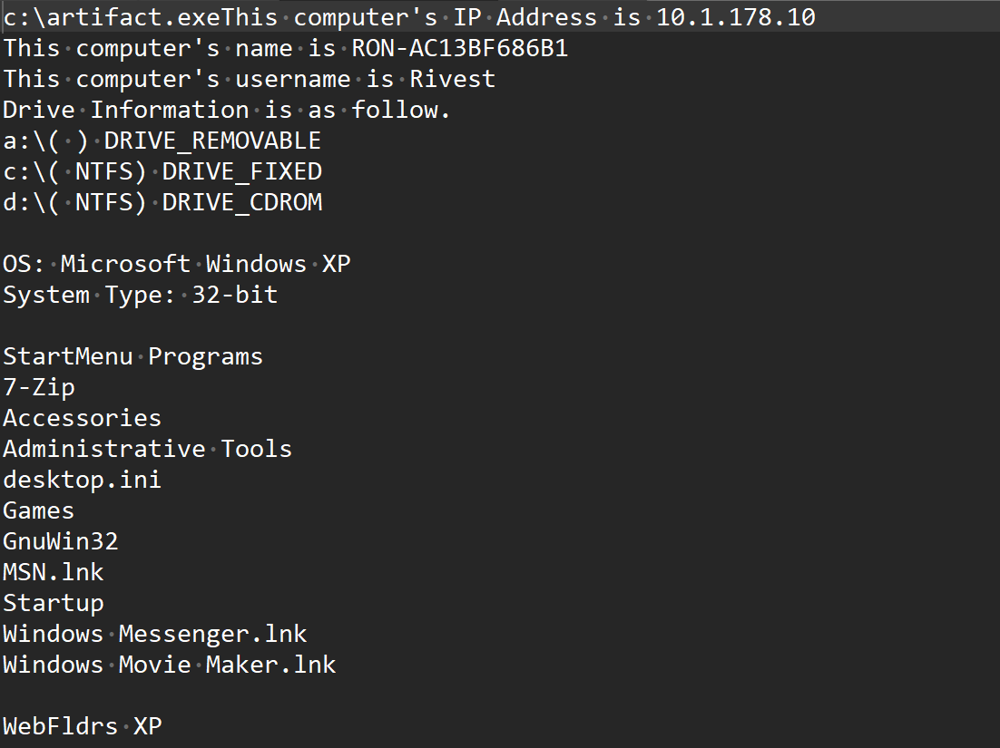 c:\artifact.exeThis computer's IP Address is 10.1.178.10
This computer's name is RON-AC13BF686B1
This computer's username is Rivest
Drive Information is as follow.
a:\( ) DRIVE_REMOVABLE
c:\( NTFS) DRIVE_FIXED
d:\( NTFS) DRIVE_CDROM
OS: Microsoft Windows XP
System Type: 32-bit
StartMenu Programs
7-Zip
Accessories
Administrative Tools
desktop.ini
Games
GnuWin32
MSN.lnk
Startup
Windows Messenger.lnk
Windows Movie Maker.lnk
WebFldrs XP